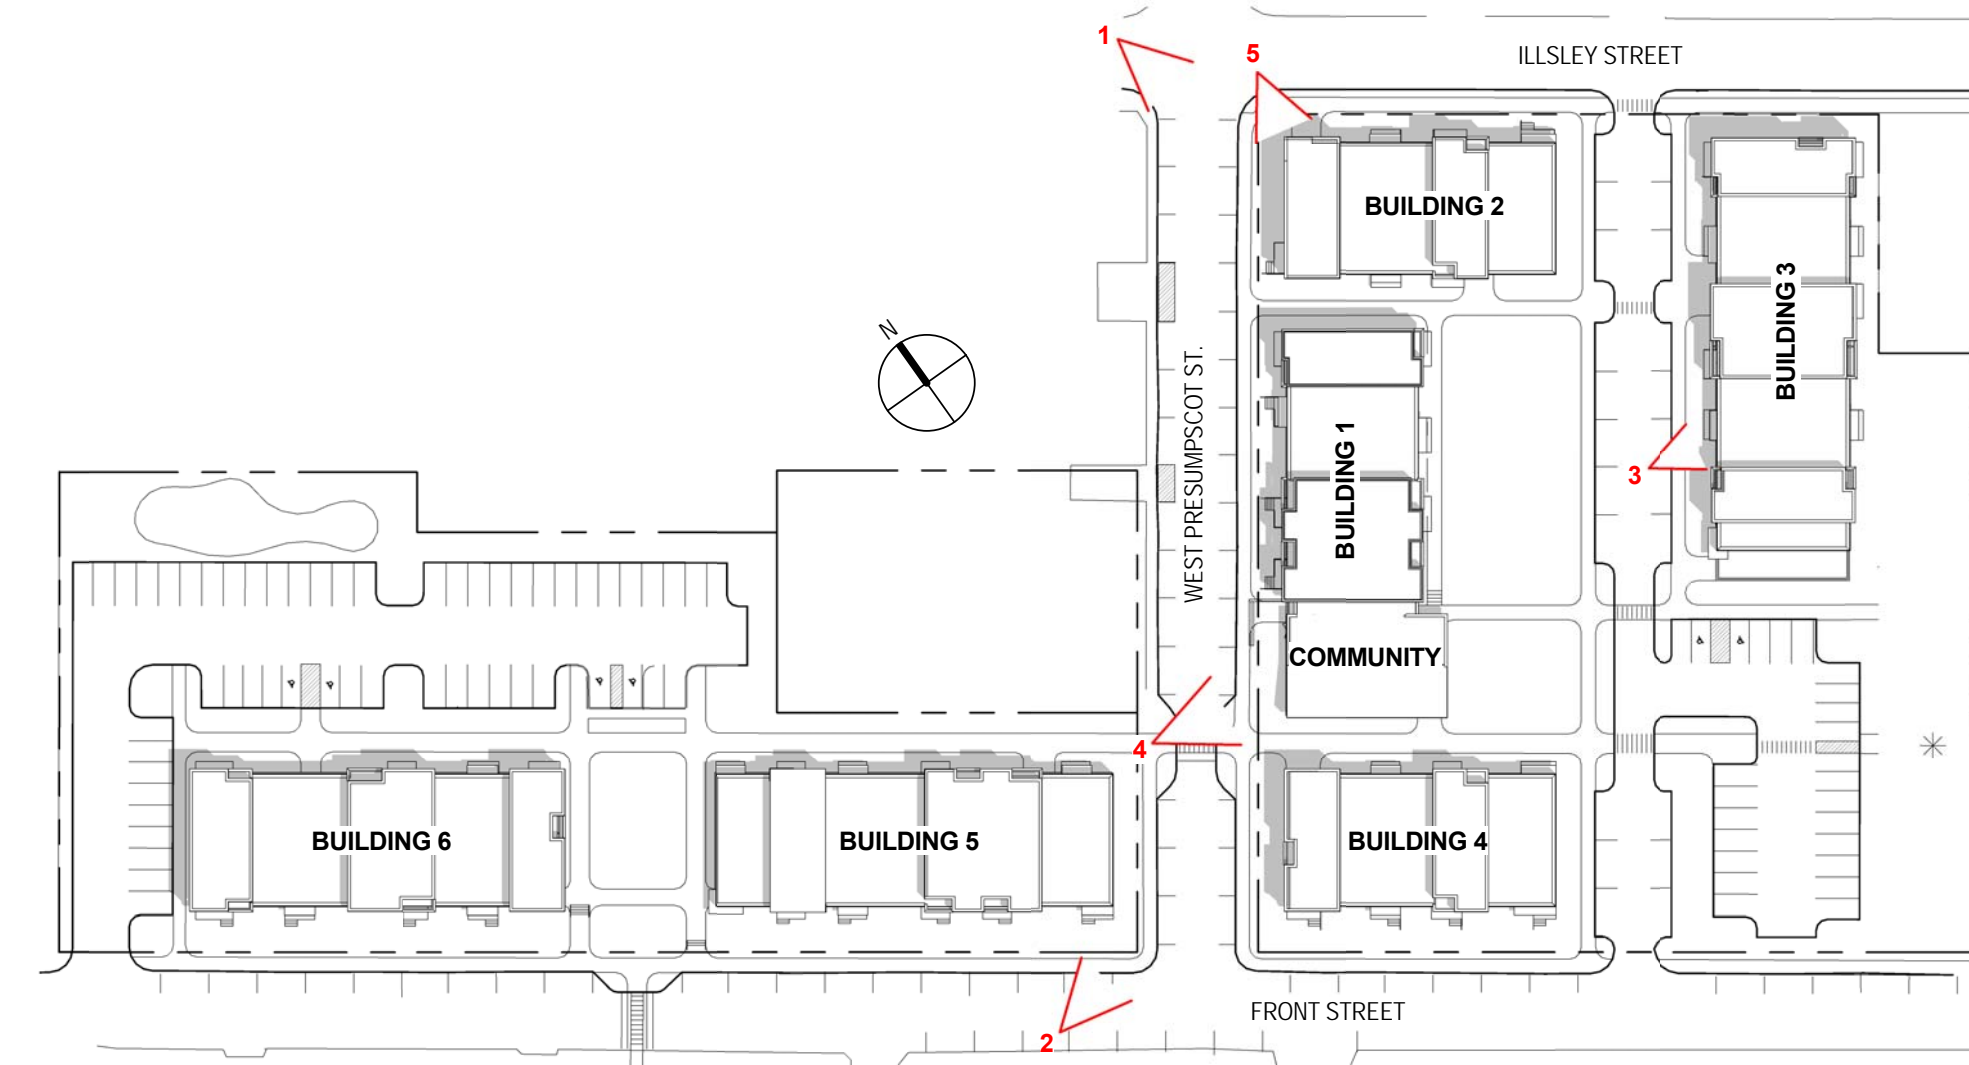 1
5
ILLSLEY STREET
BUILDING 2
BUILDING 3
N
WEST PRESUMPSCOT ST.
BUILDING 1
3
COMMUNITY
4
BUILDING 6
BUILDING 5
BUILDING 4
FRONT STREET
2